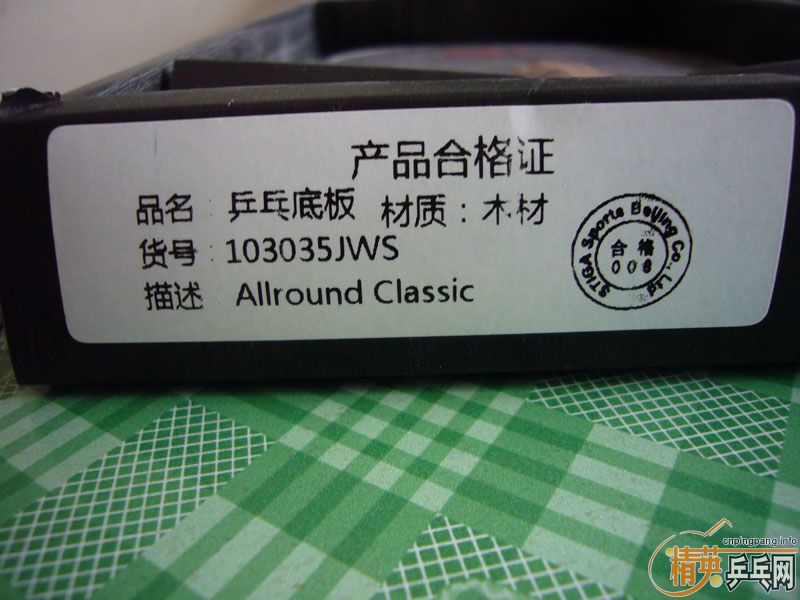 产品合格证
品名 乒乓底板 材质：木材
货号：103035JWS
描述 Allround Classic
STIGA Sports Beijing Co., Ltd
合格
008
cnpingpang.info
精英乒乓网